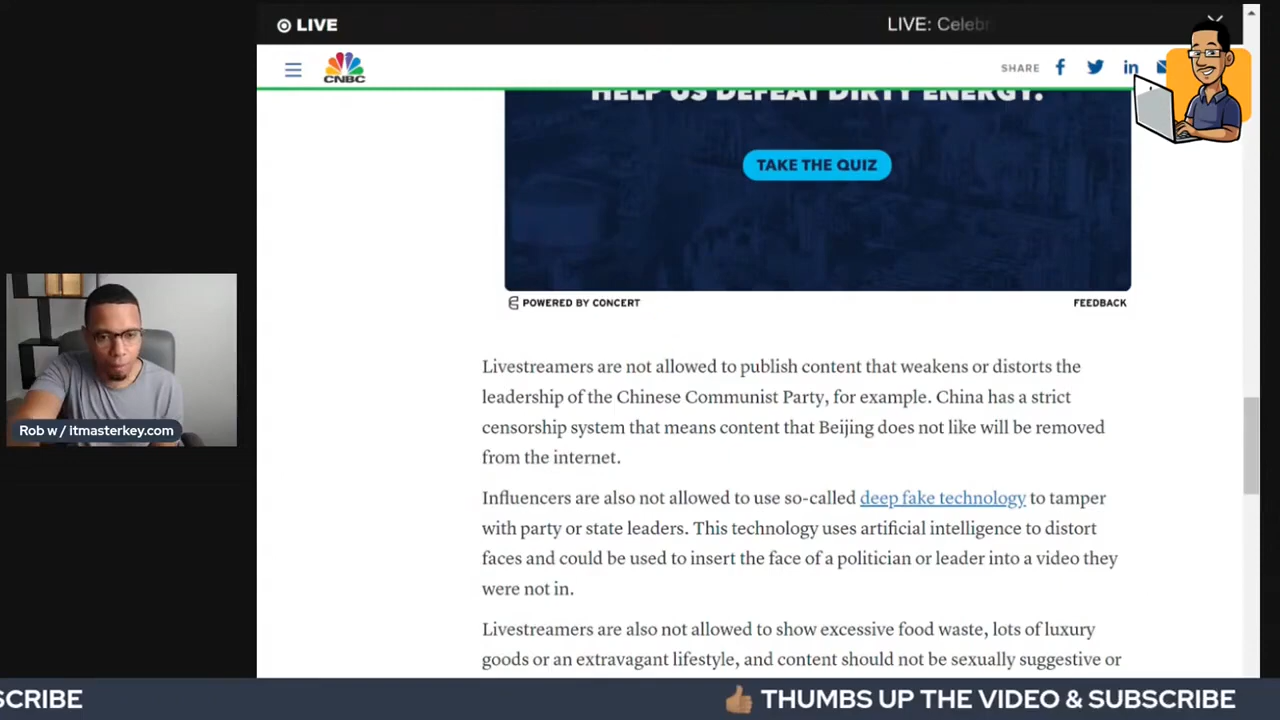 LIVE
LIVE: Celebr
CNBC
SHARE
HELP US DEFEAT DIRTY ENERGY.
TAKE THE QUIZ
POWERED BY CONCERT
FEEDBACK
Livestreamers are not allowed to publish content that weakens or distorts the
leadership of the Chinese Communist Party, for example. China has a strict
censorship system that means content that Beijing does not like will be removed
from the internet.
Influencers are also not allowed to use so-called deep fake technology to tamper
with party or state leaders. This technology uses artificial intelligence to distort
faces and could be used to insert the face of a politician or leader into a video they
were not in.
Livestreamers are also not allowed to show excessive food waste, lots of luxury
goods or an extravagant lifestyle, and content should not be sexually suggestive or
Rob w / itmasterkey.com
SCRIBE
👍🏽 THUMBS UP THE VIDEO & SUBSCRIBE